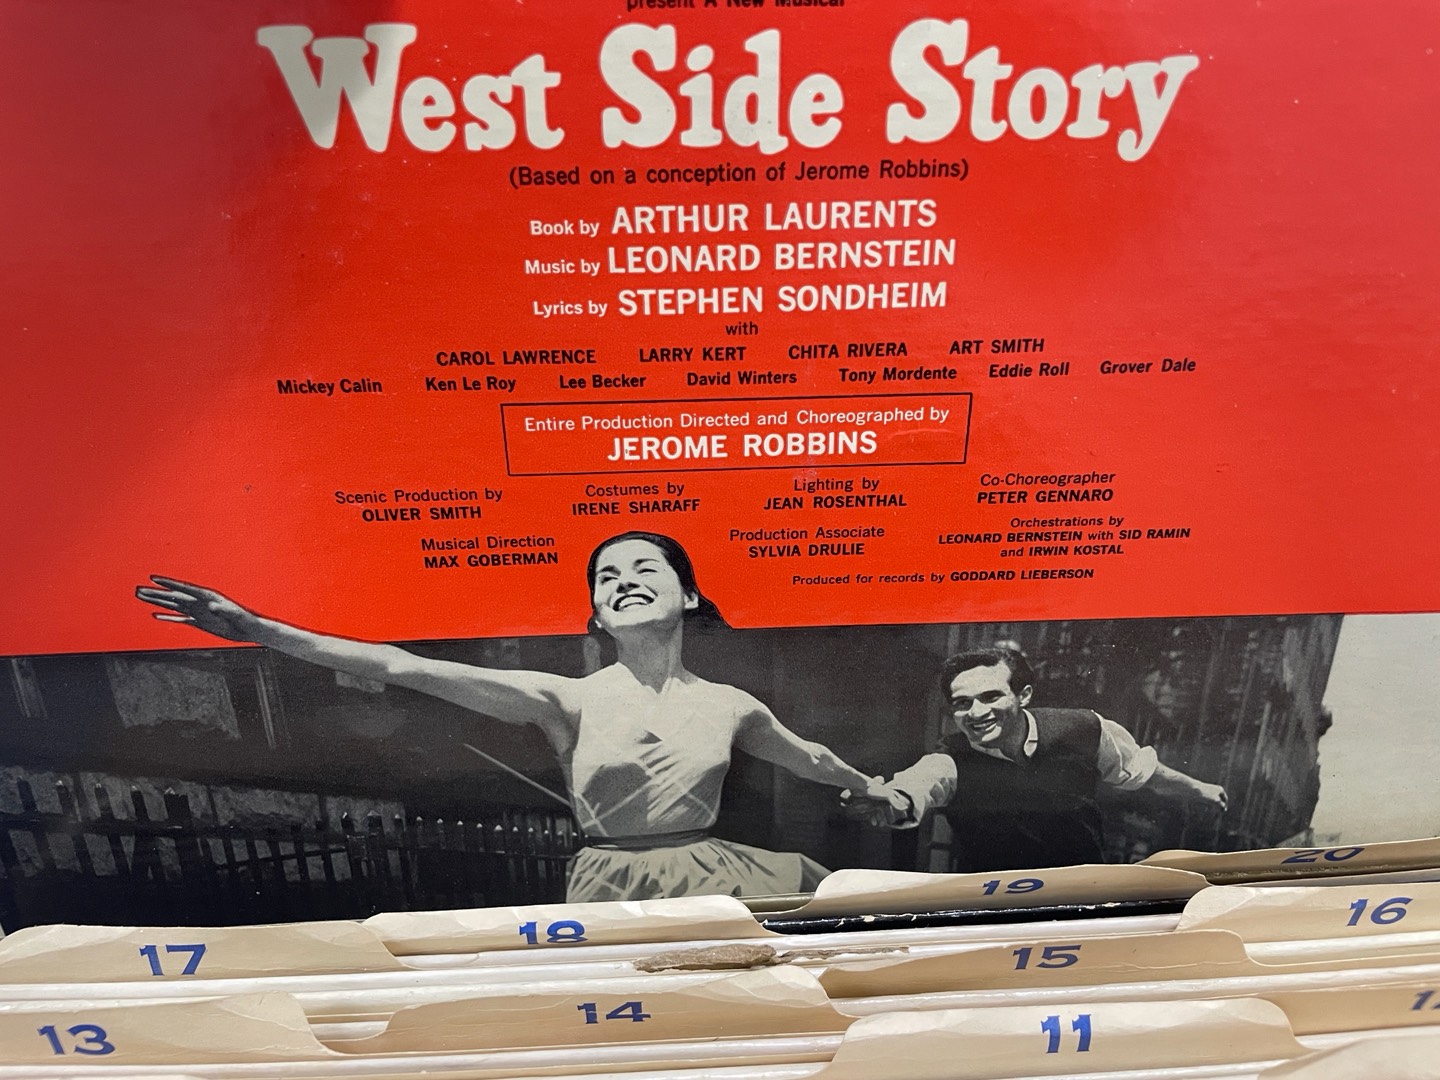 present A New Musical
West Side Story
(Based on a conception of Jerome Robbins)
Book by ARTHUR LAURENTS
Music by LEONARD BERNSTEIN
Lyrics by STEPHEN SONDHEIM
with
CAROL LAWRENCE LARRY KERT CHITA RIVERA ART SMITH
Mickey Calin Ken Le Roy Lee Becker David Winters Tony Mordente Eddie Roll Grover Dale
Entire Production Directed and Choreographed by
JEROME ROBBINS
Scenic Production by
OLIVER SMITH
Costumes by
IRENE SHARAFF
Lighting by
JEAN ROSENTHAL
Co-Choreographer
PETER GENNARO
Musical Direction
MAX GOBERMAN
Production Associate
SYLVIA DRULIE
Orchestrations by
LEONARD BERNSTEIN with SID RAMIN
and IRWIN KOSTAL
Produced for records by GODDARD LIEBERSON
20
19
18
17
16
15
14
13
11